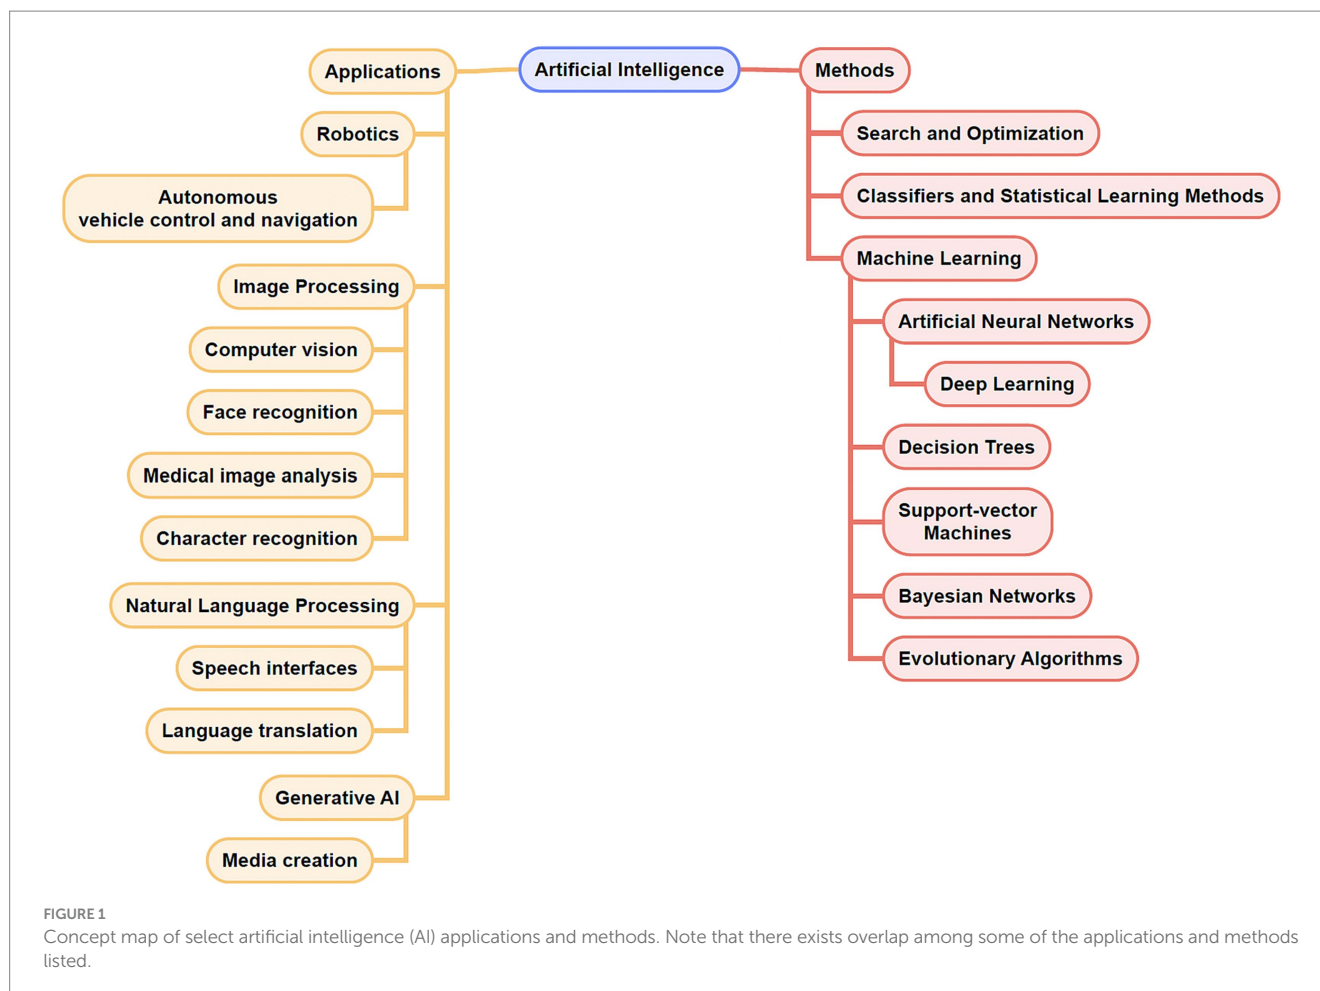 Artificial Intelligence
Applications
Robotics
Autonomous
vehicle control and navigation
Image Processing
Computer vision
Face recognition
Medical image analysis
Character recognition
Natural Language Processing
Speech interfaces
Language translation
Generative AI
Media creation
Methods
Search and Optimization
Classifiers and Statistical Learning Methods
Machine Learning
Artificial Neural Networks
Deep Learning
Decision Trees
Support-vector
Machines
Bayesian Networks
Evolutionary Algorithms
FIGURE 1
Concept map of select artificial intelligence (AI) applications and methods. Note that there exists overlap among some of the applications and methods
listed.